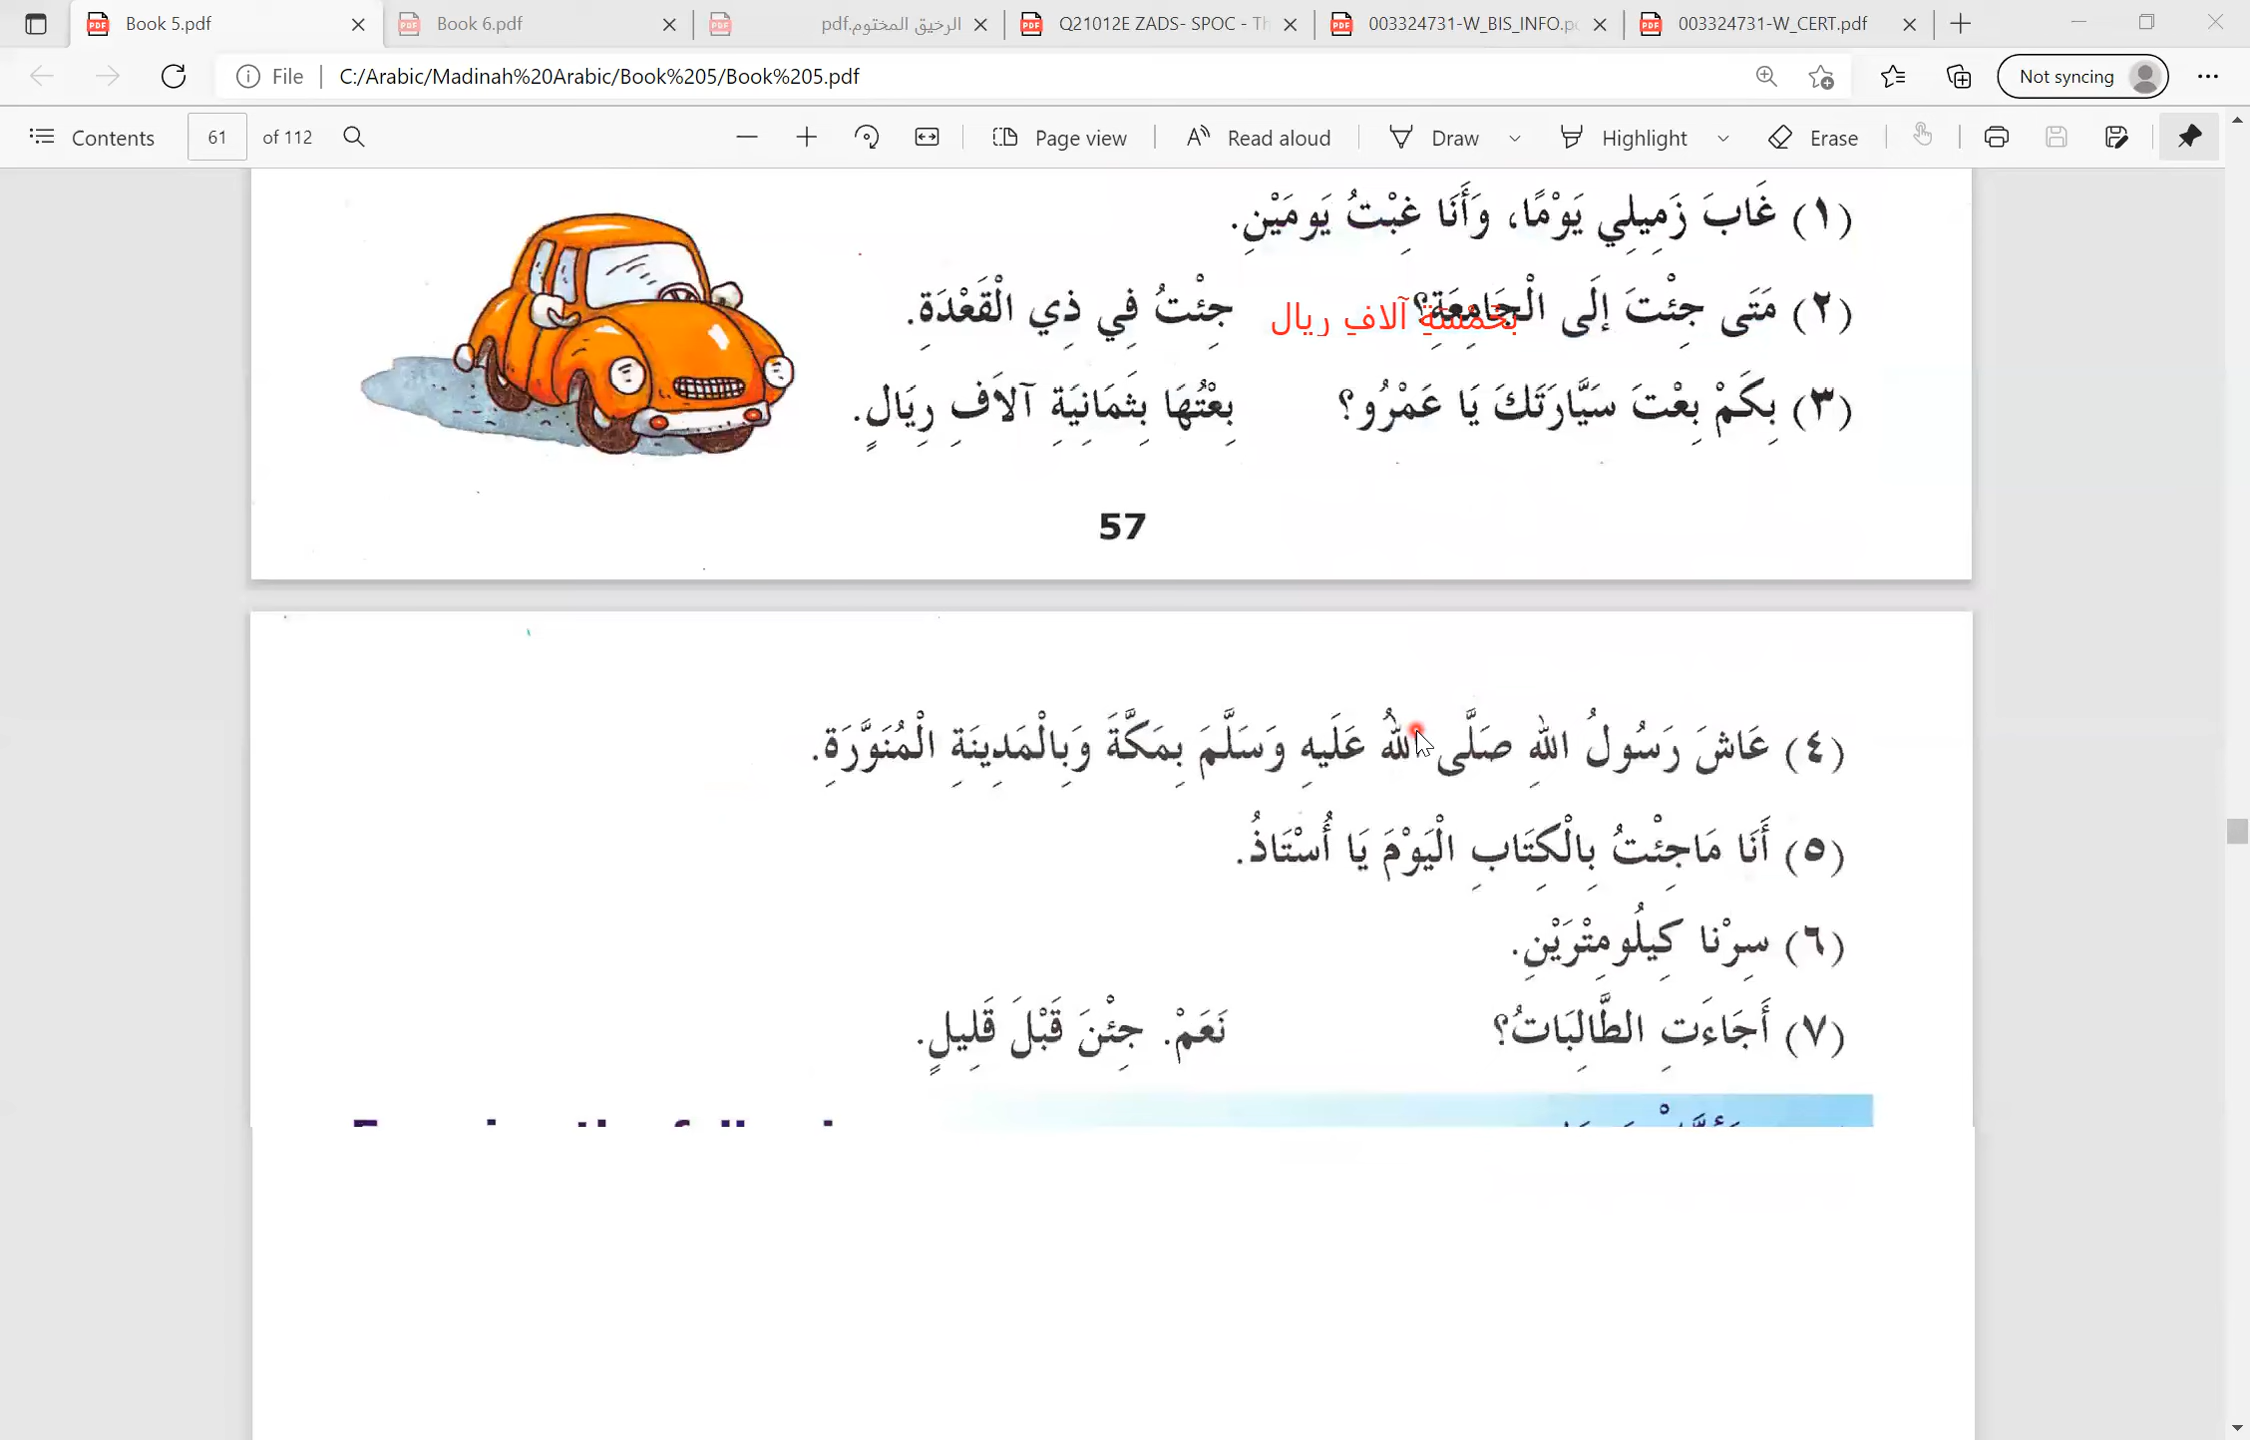 Book 5.pdf
Book 6.pdf
الرحيق المختوم.pdf
Q21012E ZADS- SPOC - Th
003324731-W_BIS_INFO.p
003324731-W_CERT.pdf
File
C:/Arabic/Madinah%20Arabic/Book%205/Book%205.pdf
Not syncing
Contents
61
of 112
Page view
Read aloud
Draw
Highlight
Erase
(١) غَابَ زَمِيلِي يَوْمًا، وَأَنَا غِبْتُ يَومَيْنِ.
(٢) مَتَى جِئْتَ إلَى الْجَامِعَةِ؟ جِئْتُ فِي ذِي الْقَعْدَةِ.
بخمسةِ آلافِ ريال
(٣) بِكَمْ بِعْتَ سَيَّارَتَكَ يَا عَمْرُو؟ بِعْتُهَا بِثَمَانِيَةِ آلاَفِ رِيَالٍ.
57
(٤) عَاشَ رَسُولُ اللهِ صَلَّى اللهُ عَلَيهِ وَسَلَّمَ بِمَكَّةَ وَبِالْمَدِينَةِ الْمُنَوَّرَةِ.
(٥) أَنَا مَاجِئْتُ بِالْكِتَابِ الْيَوْمَ يَا أُسْتَاذُ.
(٦) سِرْنا كِيلُومِتْرَيْنِ.
(٧) أَجَاءَتِ الطَّالِبَاتُ؟ نَعَمْ. جِئْنَ قَبْلَ قَلِيلٍ.